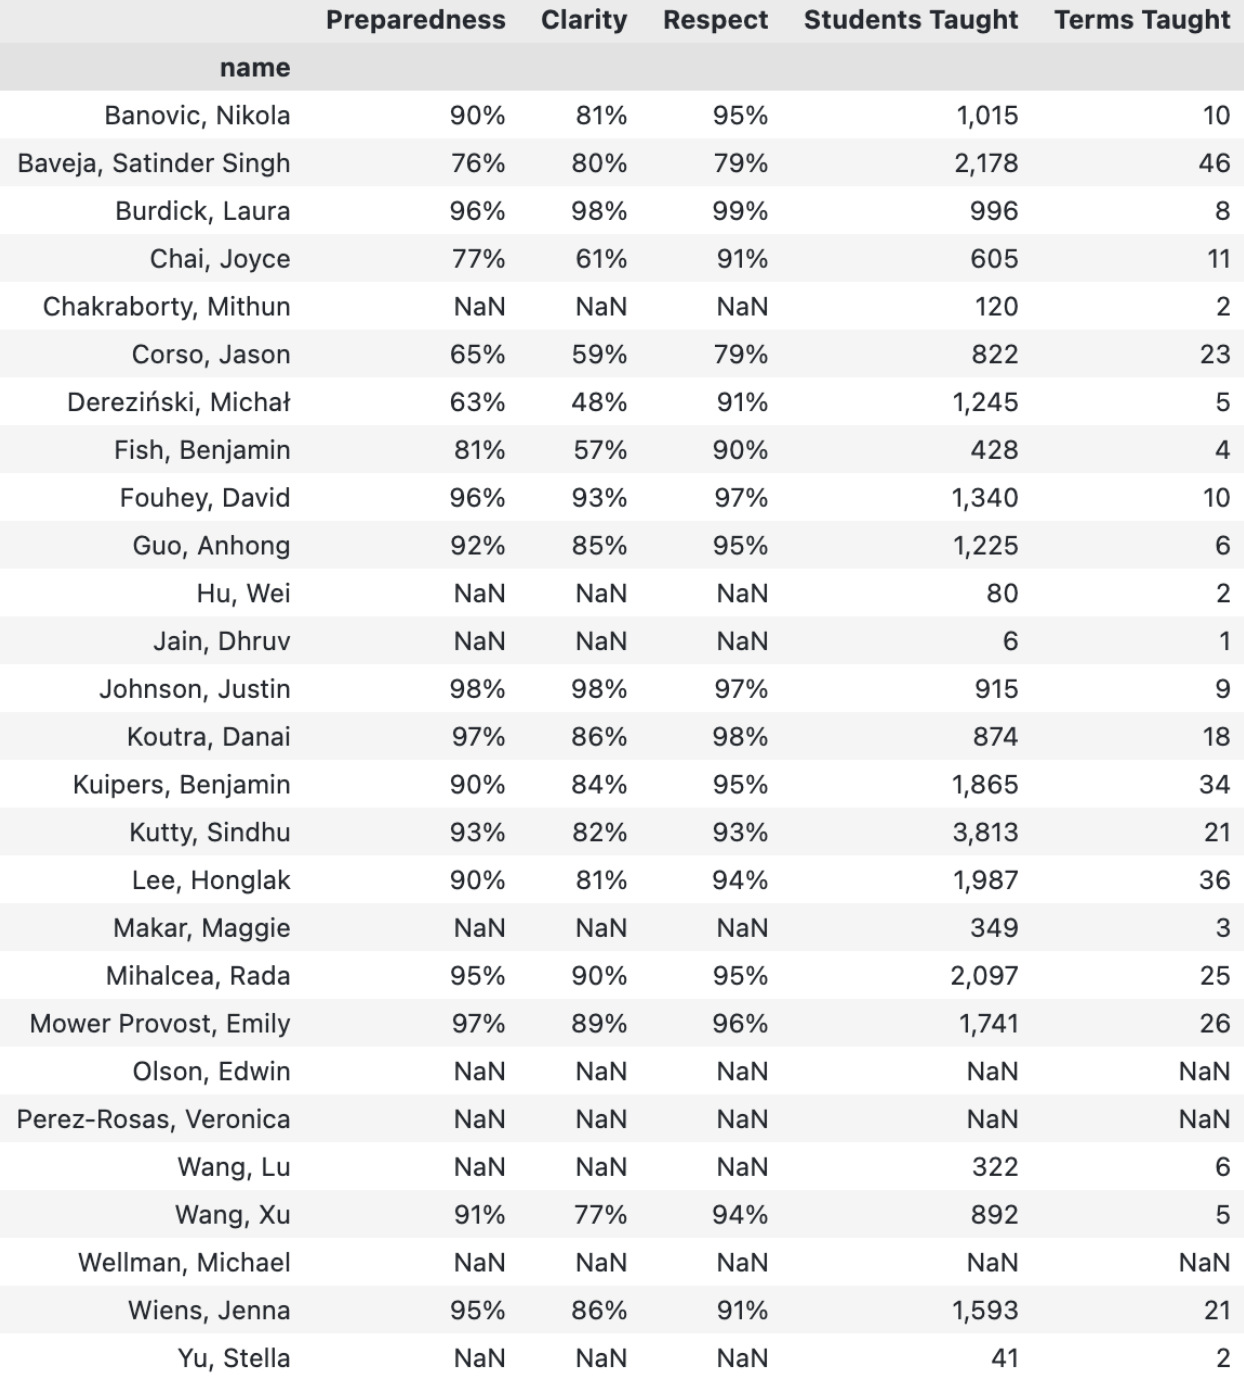 Preparedness Clarity Respect Students Taught Terms Taught
name
Banovic, Nikola 90% 81% 95% 1,015 10
Baveja, Satinder Singh 76% 80% 79% 2,178 46
Burdick, Laura 96% 98% 99% 996 8
Chai, Joyce 77% 61% 91% 605 11
Chakraborty, Mithun NaN NaN NaN 120 2
Corso, Jason 65% 59% 79% 822 23
Dereziński, Michał 63% 48% 91% 1,245 5
Fish, Benjamin 81% 57% 90% 428 4
Fouhey, David 96% 93% 97% 1,340 10
Guo, Anhong 92% 85% 95% 1,225 6
Hu, Wei NaN NaN NaN 80 2
Jain, Dhruv NaN NaN NaN 6 1
Johnson, Justin 98% 98% 97% 915 9
Koutra, Danai 97% 86% 98% 874 18
Kuipers, Benjamin 90% 84% 95% 1,865 34
Kutty, Sindhu 93% 82% 93% 3,813 21
Lee, Honglak 90% 81% 94% 1,987 36
Makar, Maggie NaN NaN NaN 349 3
Mihalcea, Rada 95% 90% 95% 2,097 25
Mower Provost, Emily 97% 89% 96% 1,741 26
Olson, Edwin NaN NaN NaN NaN NaN
Perez-Rosas, Veronica NaN NaN NaN NaN NaN
Wang, Lu NaN NaN NaN 322 6
Wang, Xu 91% 77% 94% 892 5
Wellman, Michael NaN NaN NaN NaN NaN
Wiens, Jenna 95% 86% 91% 1,593 21
Yu, Stella NaN NaN NaN 41 2